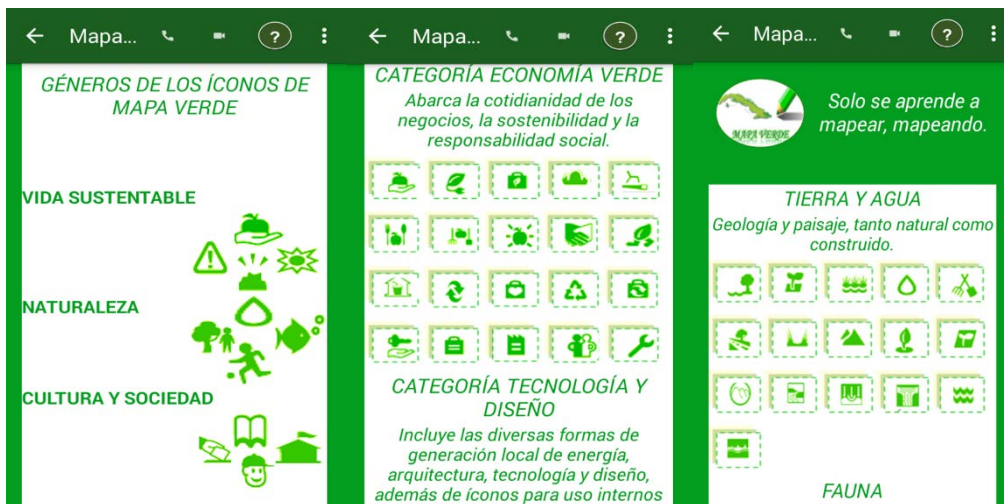 Mapa...
?
GÉNEROS DE LOS ÍCONOS DE
MAPA VERDE
VIDA SUSTENTABLE
NATURALEZA
CULTURA Y SOCIEDAD
Mapa...
?
CATEGORÍA ECONOMÍA VERDE
Abarca la cotidianidad de los
negocios, la sostenibilidad y la
responsabilidad social.
CATEGORÍA TECNOLOGÍA Y
DISEÑO
Incluye las diversas formas de
generación local de energía,
arquitectura, tecnología y diseño,
además de íconos para uso internos
Mapa...
?
MAPA VERDE
Solo se aprende a
mapear, mapeando.
TIERRA Y AGUA
Geología y paisaje, tanto natural como
construido.
FAUNA